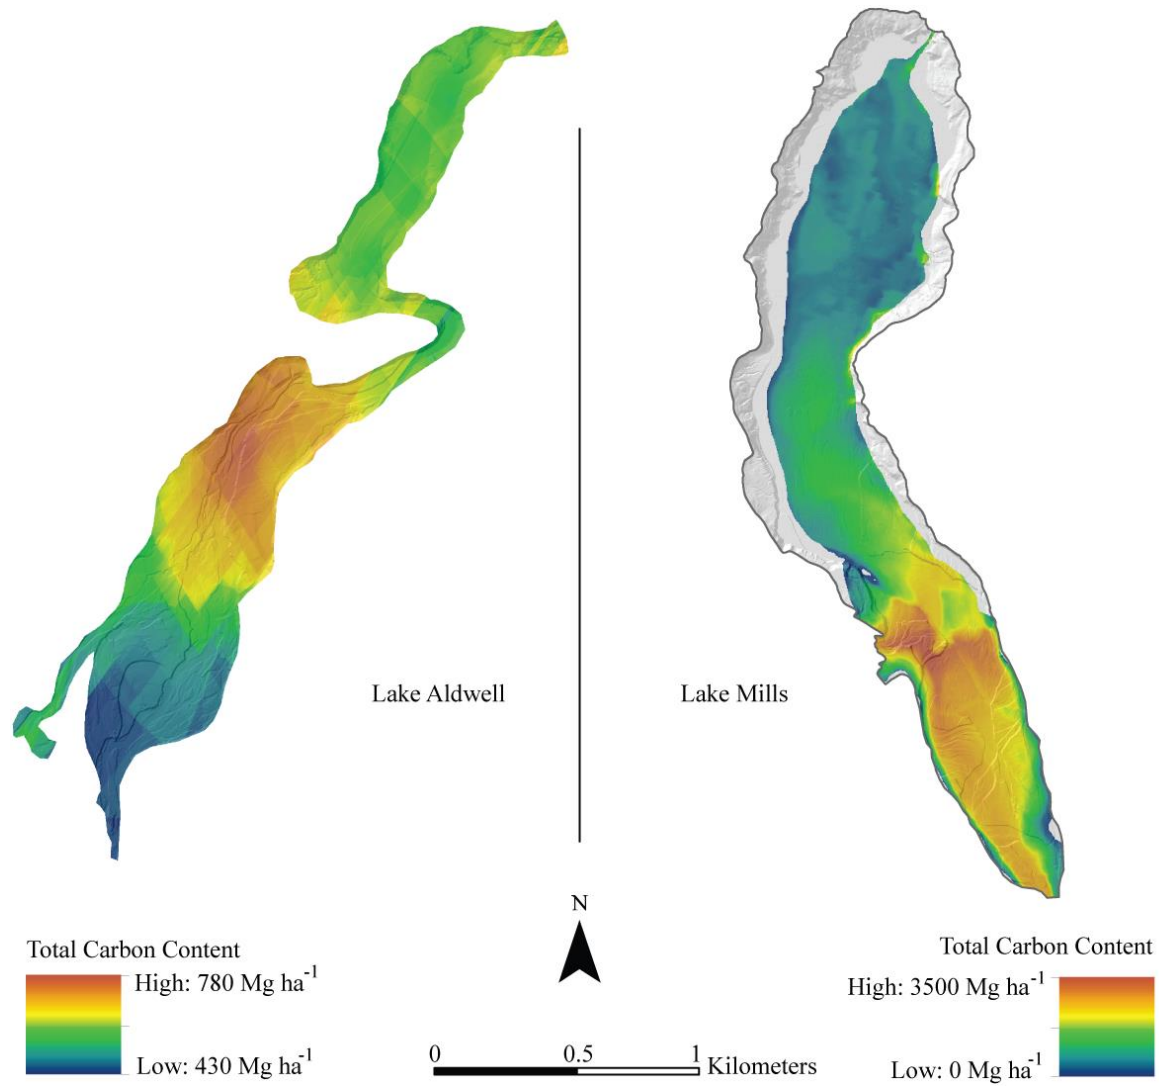 Lake Aldwell
Lake Mills
N
Total Carbon Content
High: 780 Mg ha-1
Low: 430 Mg ha-1
0 0.5 1 Kilometers
Total Carbon Content
High: 3500 Mg ha-1
Low: 0 Mg ha-1